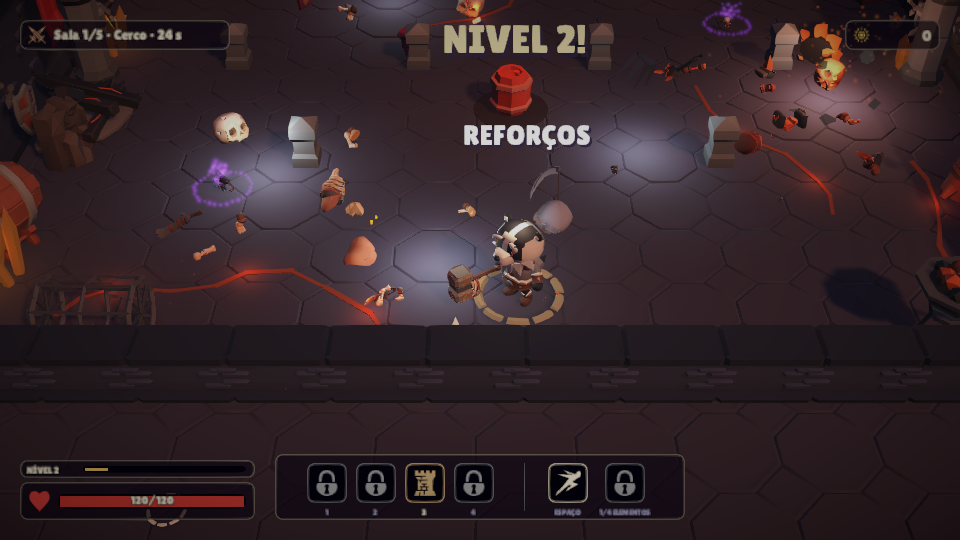 Sala 1/5 · Cerco · 24 s
NÍVEL 2!
0
REFORÇOS
NÍVEL 2
120/120
1
2
3
4
ESPAÇO
1/4 ELEMENTOS